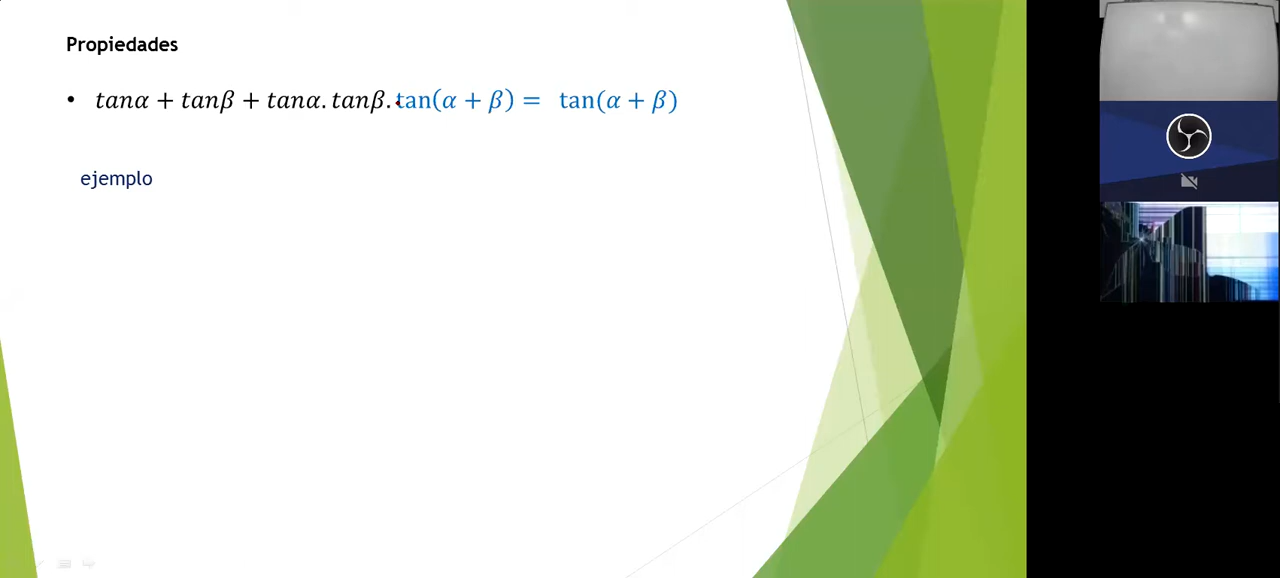 Propiedades
• tanα + tanβ + tanα. tanβ. tan(α + β) = tan(α + β)
ejemplo